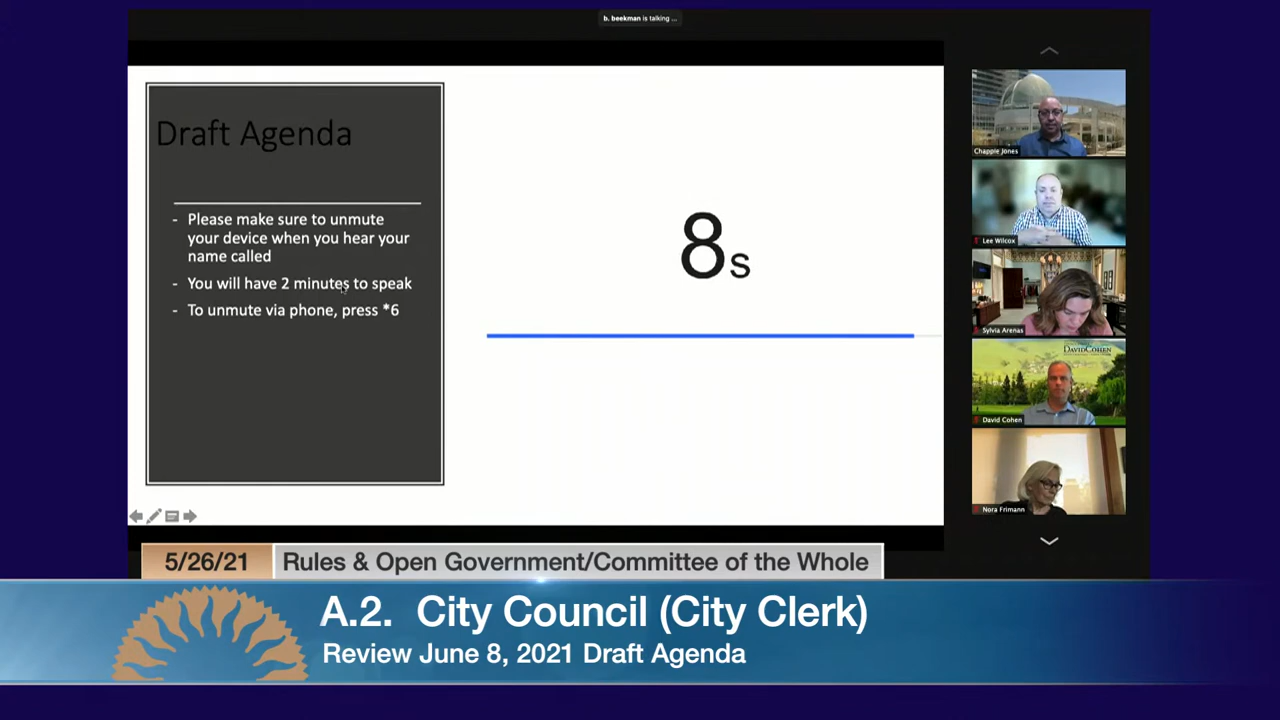 b. beekman is talking ...
Draft Agenda
- Please make sure to unmute
your device when you hear your
name called
- You will have 2 minutes to speak
- To unmute via phone, press *6
8s
Chappie Jones
Lee Wilcox
Sylvia Arenas
DAVID COHEN
David Cohen
Nora Frimann
5/26/21
Rules & Open Government/Committee of the Whole
A.2. City Council (City Clerk)
Review June 8, 2021 Draft Agenda